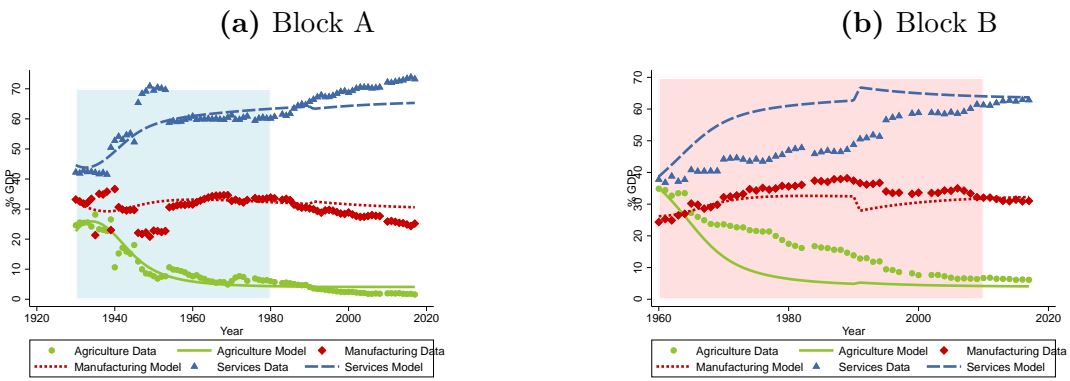 (a) Block A
70
60
50
40
30
20
10
0
% GDP
1920
1940
1960
1980
2000
2020
Year
Agriculture Data
Agriculture Model
Manufacturing Data
Manufacturing Model
Services Data
Services Model
(b) Block B
70
60
50
40
30
20
10
0
% GDP
1960
1980
2000
2020
Year
Agriculture Data
Agriculture Model
Manufacturing Data
Manufacturing Model
Services Data
Services Model